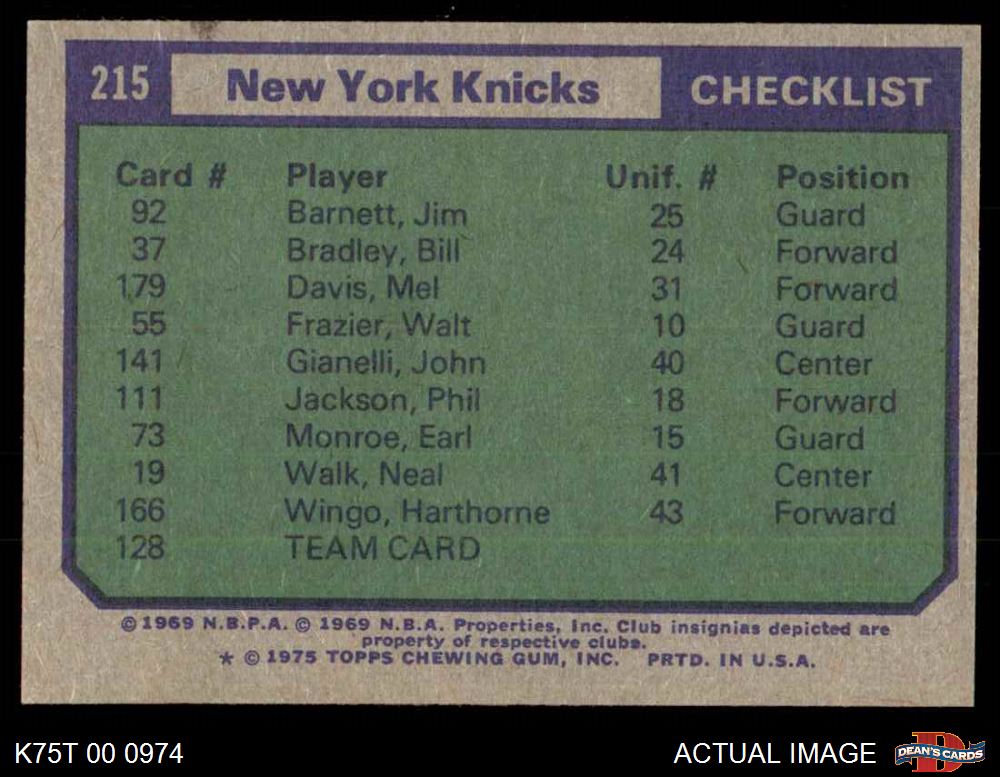 215 New York Knicks CHECKLIST
Card # Player Unif. # Position
92 Barnett, Jim 25 Guard
37 Bradley, Bill 24 Forward
179 Davis, Mel 31 Forward
55 Frazier, Walt 10 Guard
141 Gianelli, John 40 Center
111 Jackson, Phil 18 Forward
73 Monroe, Earl 15 Guard
19 Walk, Neal 41 Center
166 Wingo, Harthorne 43 Forward
128 TEAM CARD
© 1969 N.B.P.A. © 1969 N.B.A. Properties, Inc. Club insignias depicted are
property of respective clubs.
* © 1975 TOPPS CHEWING GUM, INC. PRTD. IN U.S.A.
K75T 00 0974 ACTUAL IMAGE D DEAN'S CARDS